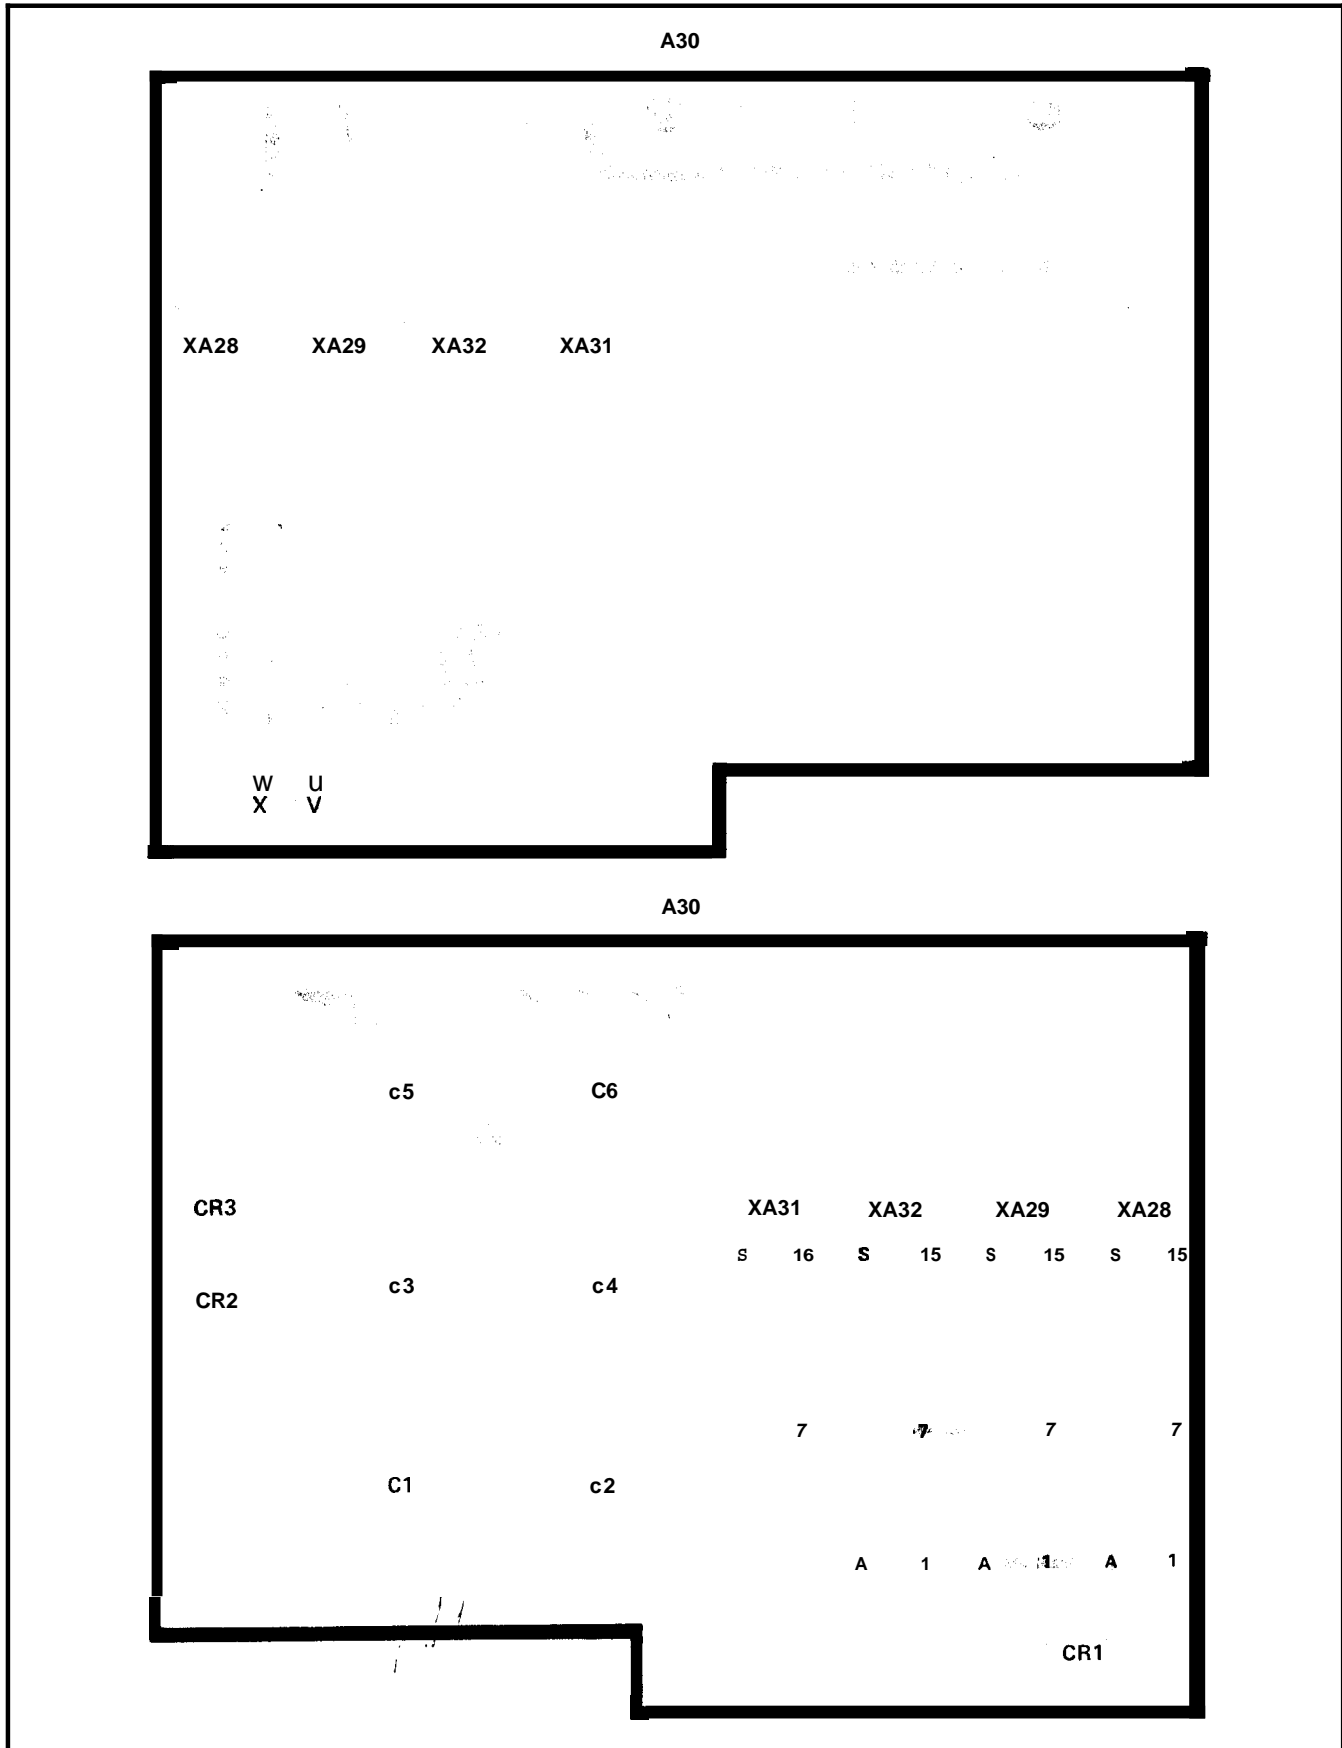 A30
XA28 XA29 XA32 XA31
W U
X V
A30
c5 C6
CR3 XA31 XA32 XA29 XA28
S 16 S 15 S 15 S 15
CR2 c3 c4
7 7 7 7
C1 c2
A 1 A 1 A 1
CR1